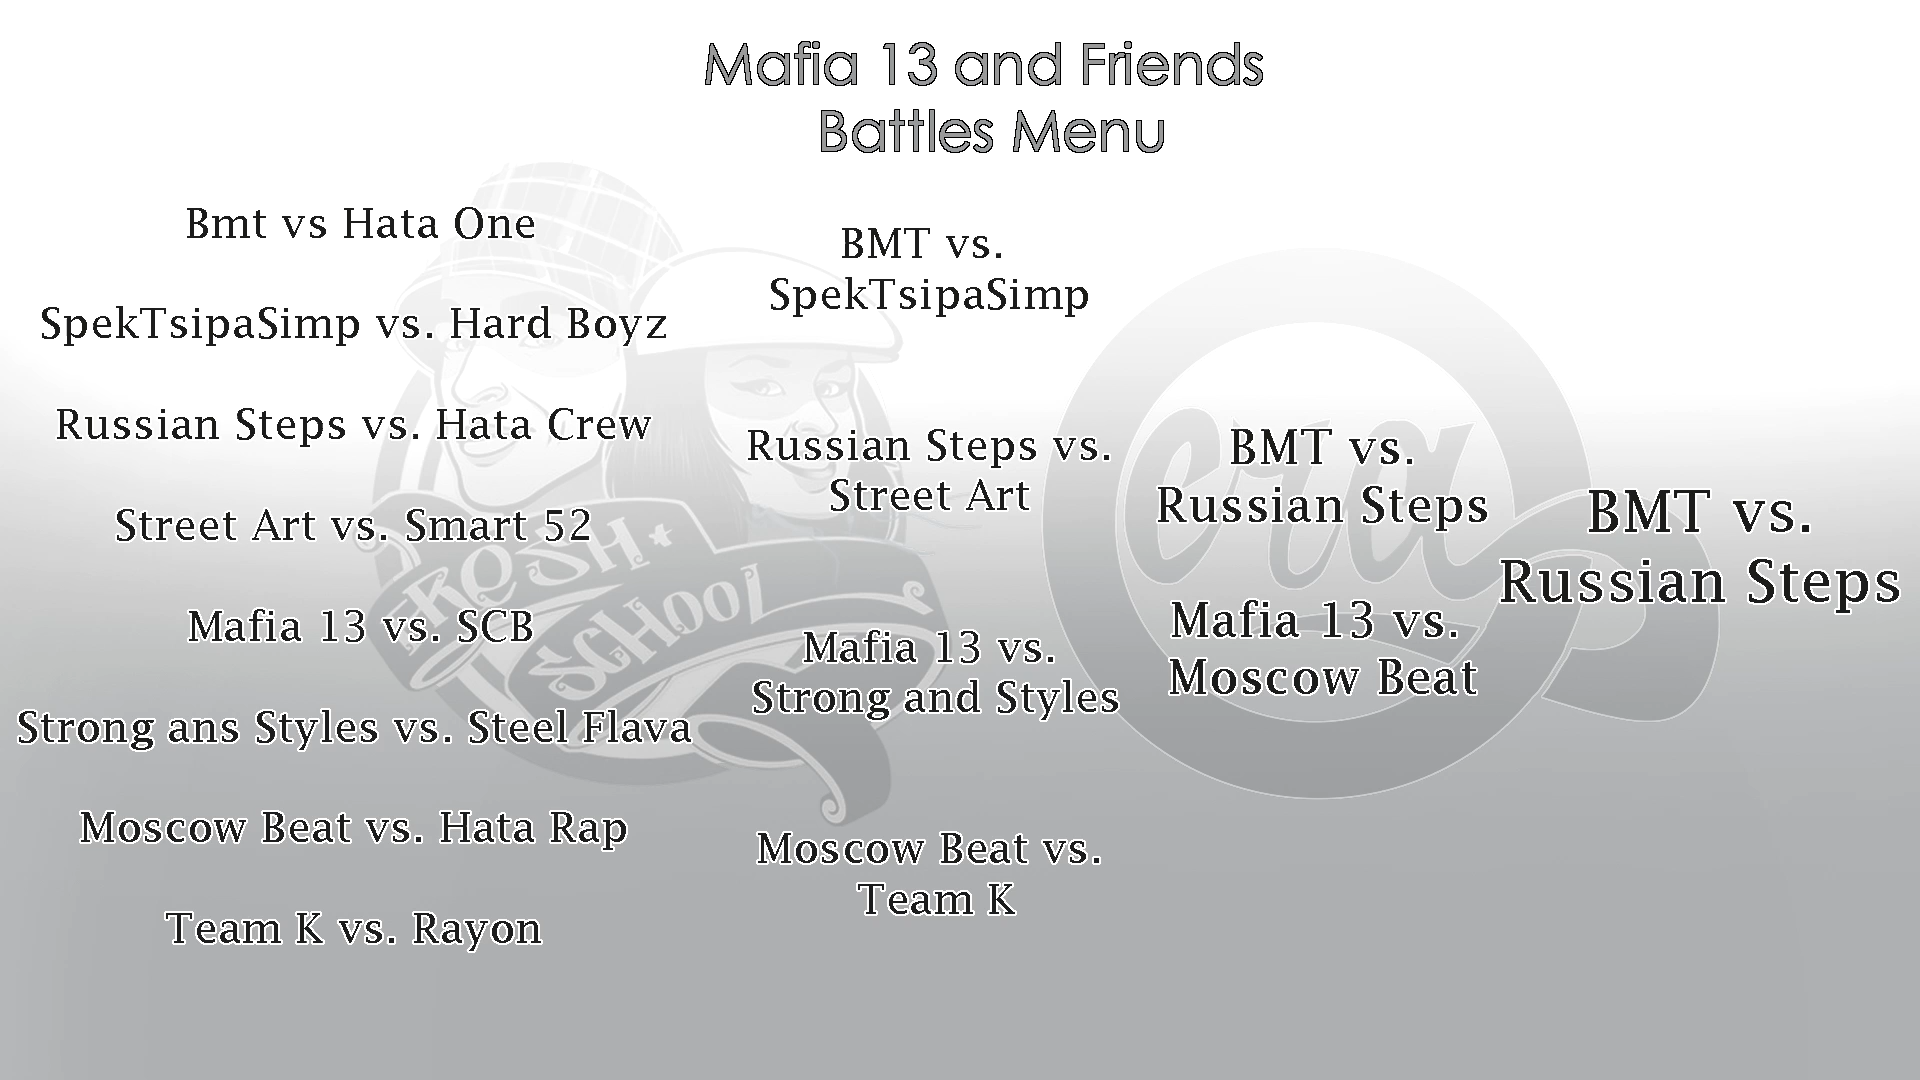 Mafia 13 and Friends
Battles Menu
Bmt vs Hata One
SpekTsipaSimp vs. Hard Boyz
Russian Steps vs. Hata Crew
Street Art vs. Smart 52
Mafia 13 vs. SCB
Strong ans Styles vs. Steel Flava
Moscow Beat vs. Hata Rap
Team K vs. Rayon
BMT vs.
SpekTsipaSimp
Russian Steps vs.
Street Art
Mafia 13 vs.
Strong and Styles
Moscow Beat vs.
Team K
BMT vs.
Russian Steps
Mafia 13 vs.
Moscow Beat
BMT vs.
Russian Steps
SCHOOL
era